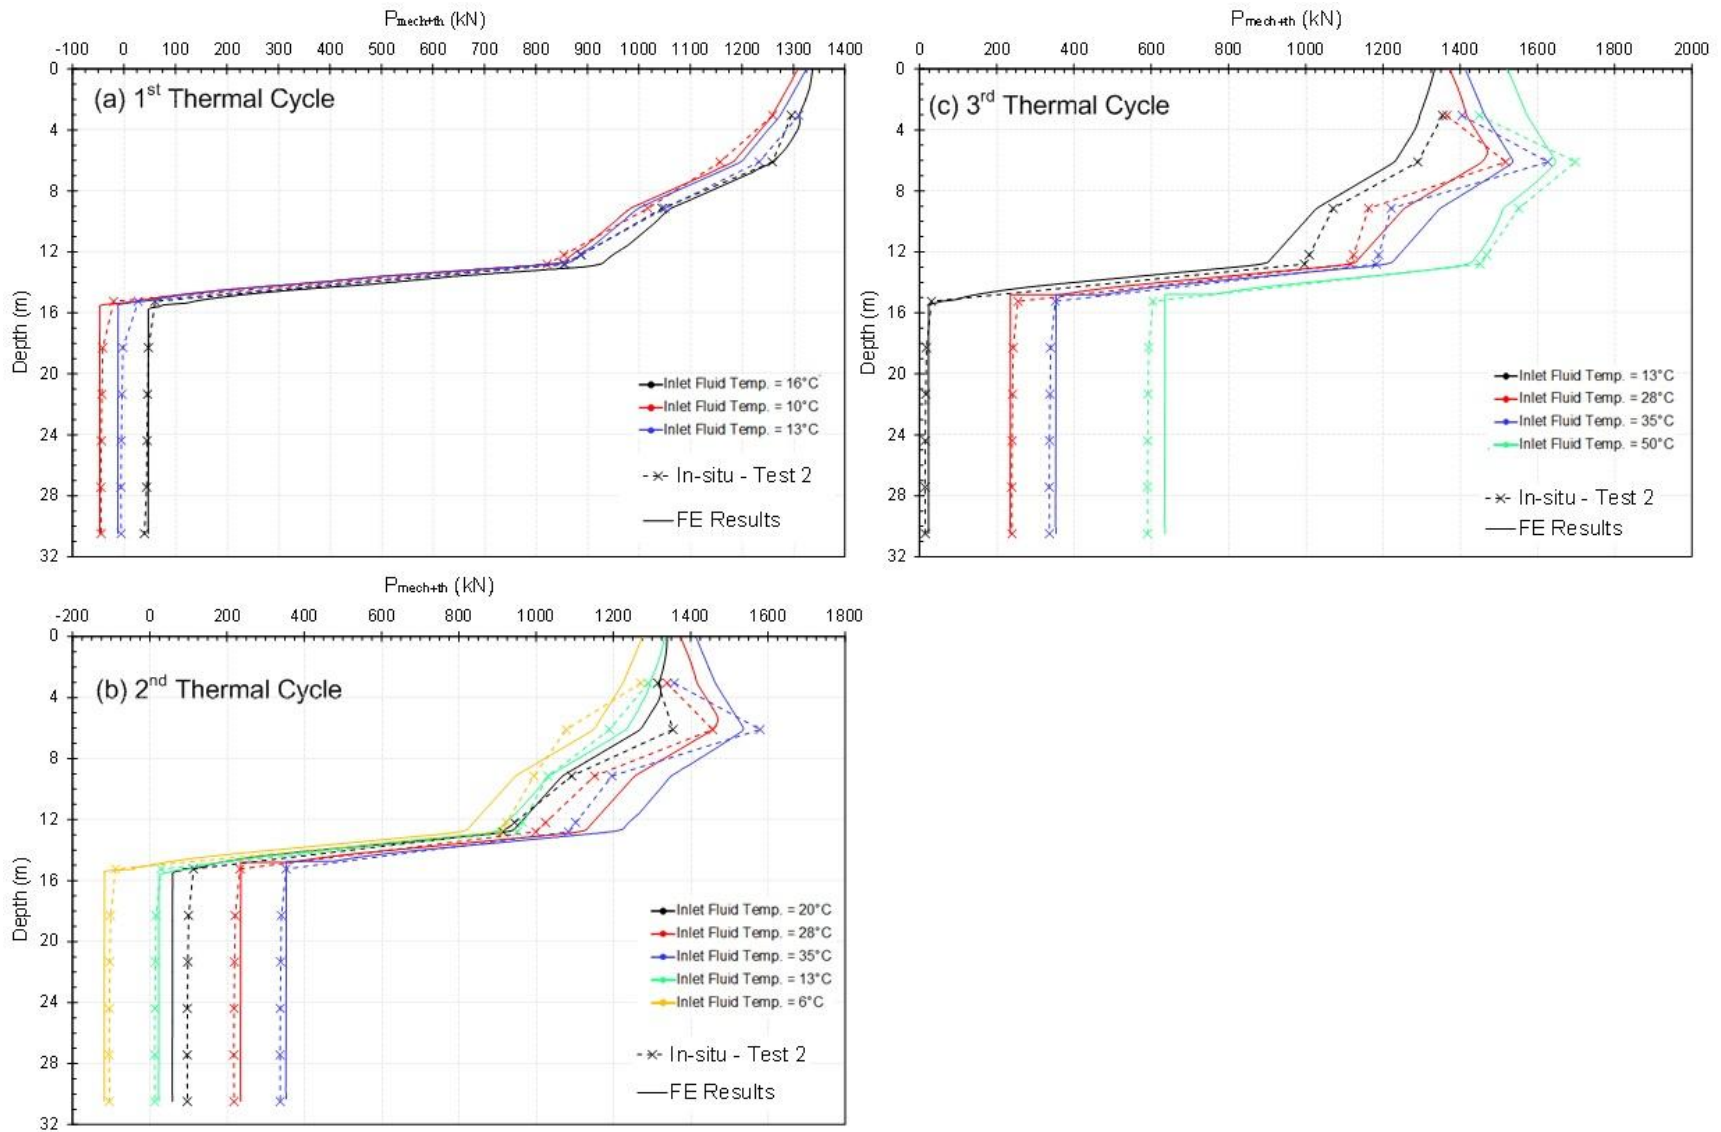 Pmech+th (kN)
-100 0 100 200 300 400 500 600 700 800 900 1000 1100 1200 1300 1400
0
4
8
12
16
20
24
28
32
Depth (m)
(a) 1st Thermal Cycle
Inlet Fluid Temp. = 16°C
Inlet Fluid Temp. = 10°C
Inlet Fluid Temp. = 13°C
In-situ - Test 2
FE Results
Pmech+th (kN)
0 200 400 600 800 1000 1200 1400 1600 1800 2000
0
4
8
12
16
20
24
28
32
Depth (m)
(c) 3rd Thermal Cycle
Inlet Fluid Temp. = 13°C
Inlet Fluid Temp. = 28°C
Inlet Fluid Temp. = 35°C
Inlet Fluid Temp. = 50°C
In-situ - Test 2
FE Results
Pmech+th (kN)
-200 0 200 400 600 800 1000 1200 1400 1600 1800
0
4
8
12
16
20
24
28
32
Depth (m)
(b) 2nd Thermal Cycle
Inlet Fluid Temp. = 20°C
Inlet Fluid Temp. = 28°C
Inlet Fluid Temp. = 35°C
Inlet Fluid Temp. = 13°C
Inlet Fluid Temp. = 6°C
In-situ - Test 2
FE Results